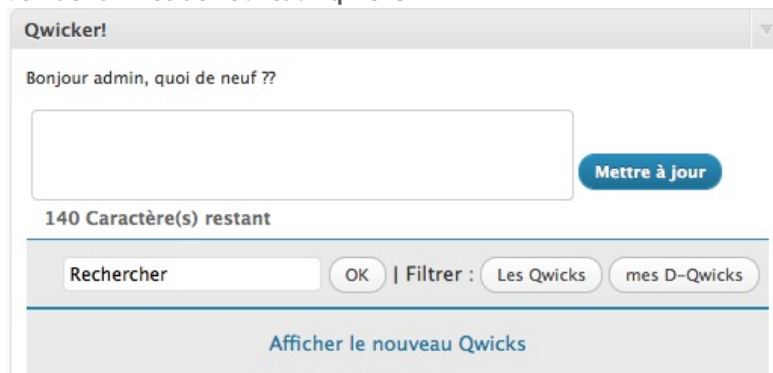 Qwicker!
Bonjour admin, quoi de neuf ??
Mettre à jour
140 Caractère(s) restant
Rechercher OK | Filtrer : Les Qwicks mes D-Qwicks
Afficher le nouveau Qwicks